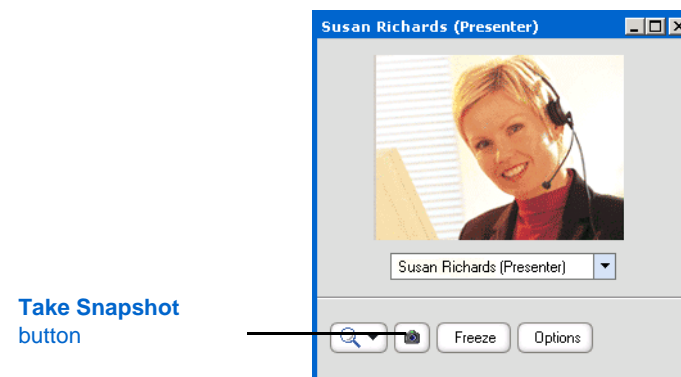 Susan Richards (Presenter)
Susan Richards (Presenter)
Take Snapshot
button
Freeze Options